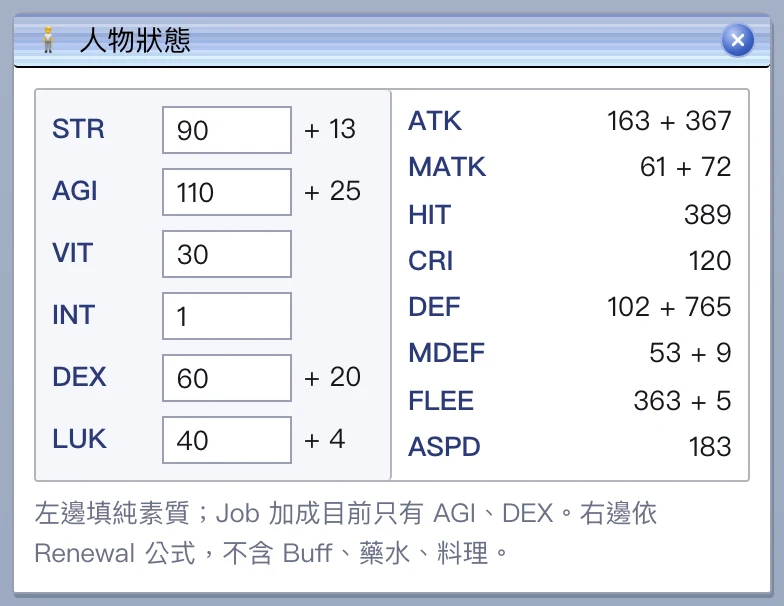 人物狀態
STR 90 + 13
AGI 110 + 25
VIT 30
INT 1
DEX 60 + 20
LUK 40 + 4
ATK 163 + 367
MATK 61 + 72
HIT 389
CRI 120
DEF 102 + 765
MDEF 53 + 9
FLEE 363 + 5
ASPD 183
左邊填純素質；Job 加成目前只有 AGI、DEX。右邊依
Renewal 公式，不含 Buff、藥水、料理。